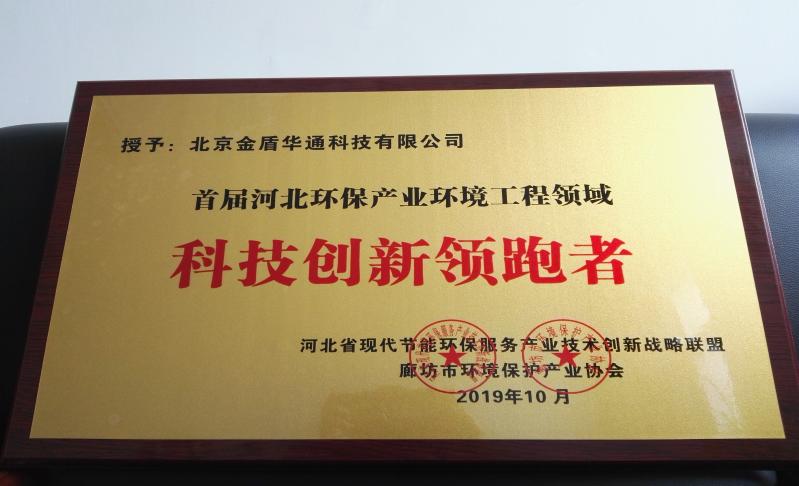 授予：北京金盾华通科技有限公司
首届河北环保产业环境工程领域
科技创新领跑者
河北省现代节能环保服务产业技术创新战略联盟
廊坊市环境保护产业协会
2019年10月